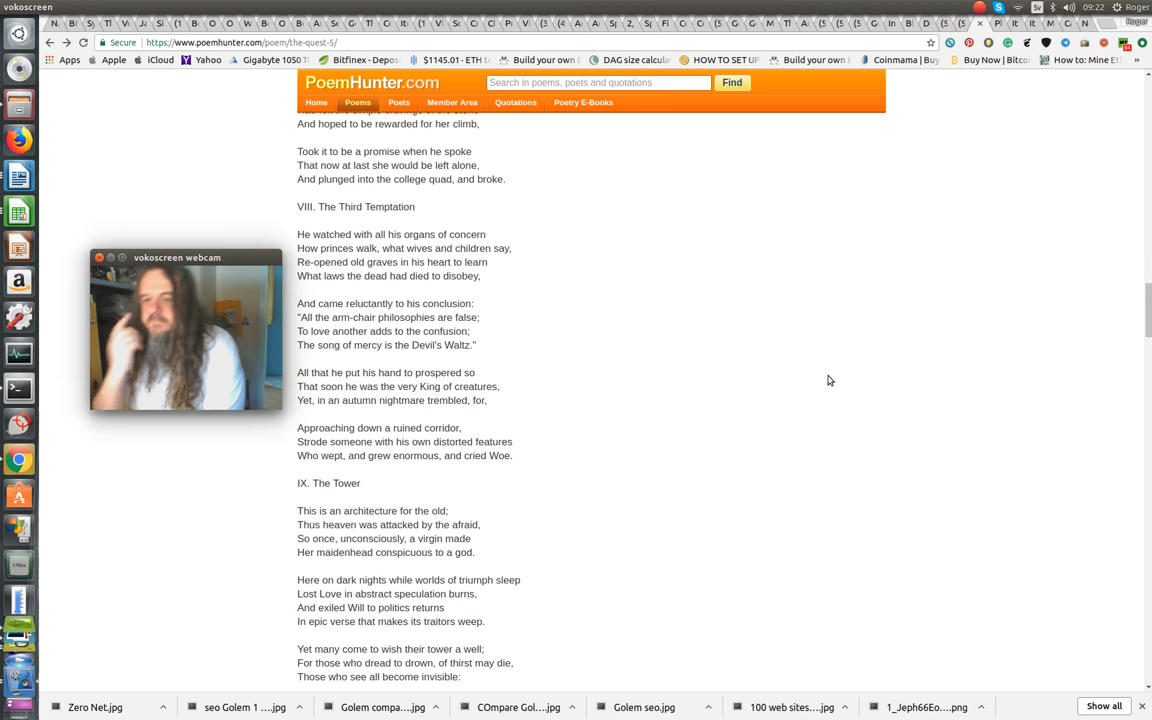 vokoscreen
Sv
09:22
Roger
Secure
https://www.poemhunter.com/poem/the-quest-5/
Apps
Apple
iCloud
Yahoo
Gigabyte 1050 T
Bitfinex - Depos
$1145.01 · ETH t
Build your own E
DAG size calcula
HOW TO SET UP
Build your own E
Coinmama | Buy
Buy Now | Bitco
How to: Mine Et
»
PoemHunter.com
Search in poems, poets and quotations
Find
Home
Poems
Poets
Member Area
Quotations
Poetry E-Books
And hoped to be rewarded for her climb,
Took it to be a promise when he spoke
That now at last she would be left alone,
And plunged into the college quad, and broke.
VIII. The Third Temptation
He watched with all his organs of concern
How princes walk, what wives and children say,
Re-opened old graves in his heart to learn
What laws the dead had died to disobey,
And came reluctantly to his conclusion:
"All the arm-chair philosophies are false;
To love another adds to the confusion;
The song of mercy is the Devil's Waltz."
All that he put his hand to prospered so
That soon he was the very King of creatures,
Yet, in an autumn nightmare trembled, for,
Approaching down a ruined corridor,
Strode someone with his own distorted features
Who wept, and grew enormous, and cried Woe.
IX. The Tower
This is an architecture for the old;
Thus heaven was attacked by the afraid,
So once, unconsciously, a virgin made
Her maidenhead conspicuous to a god.
Here on dark nights while worlds of triumph sleep
Lost Love in abstract speculation burns,
And exiled Will to politics returns
In epic verse that makes its traitors weep.
Yet many come to wish their tower a well;
For those who dread to drown, of thirst may die,
Those who see all become invisible:
vokoscreen webcam
Zero Net.jpg
seo Golem 1 ....jpg
Golem compa....jpg
COmpare Gol....jpg
Golem seo.jpg
100 web sites....jpg
1_Jeph66Eo....png
Show all